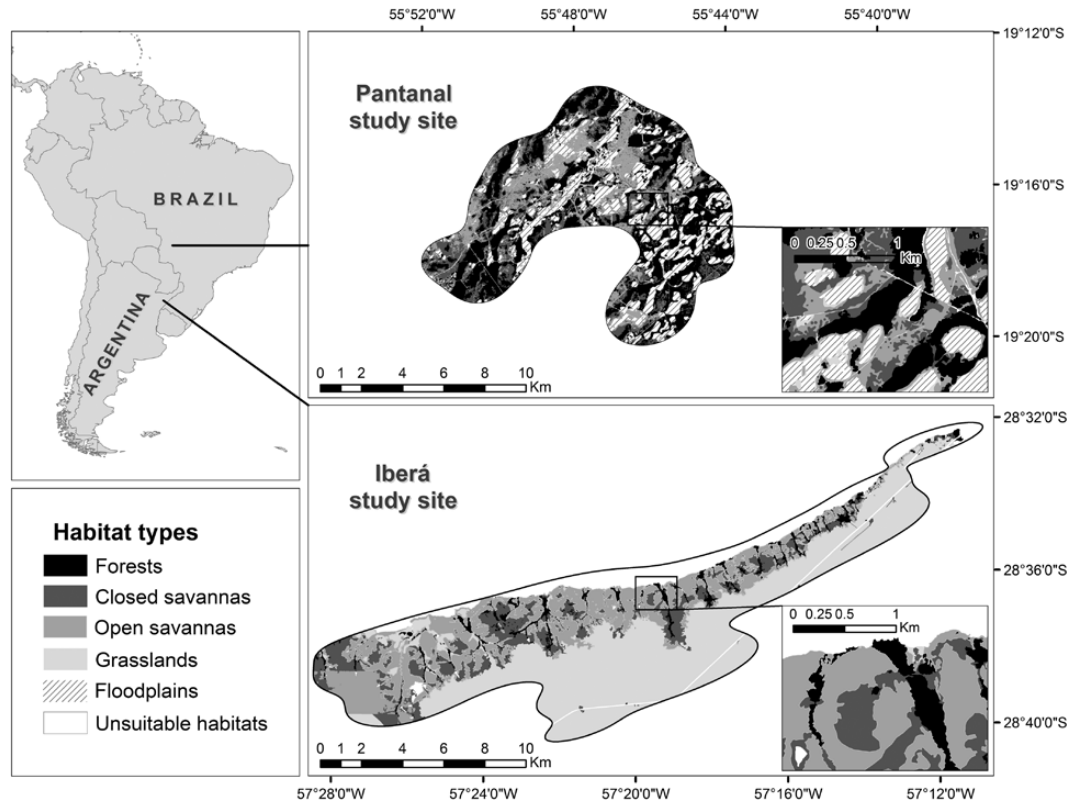 55°52'0"W 55°48'0"W 55°44'0"W 55°40'0"W
19°12'0"S
Pantanal
study site
BRAZIL
ARGENTINA
19°16'0"S
0 0.25 0.5 1
Km
19°20'0"S
0 1 2 4 6 8 10
Km
28°32'0"S
Iberá
study site
28°36'0"S
0 0.25 0.5 1
Km
28°40'0"S
0 1 2 4 6 8 10
Km
57°28'0"W 57°24'0"W 57°20'0"W 57°16'0"W 57°12'0"W
Habitat types
Forests
Closed savannas
Open savannas
Grasslands
Floodplains
Unsuitable habitats